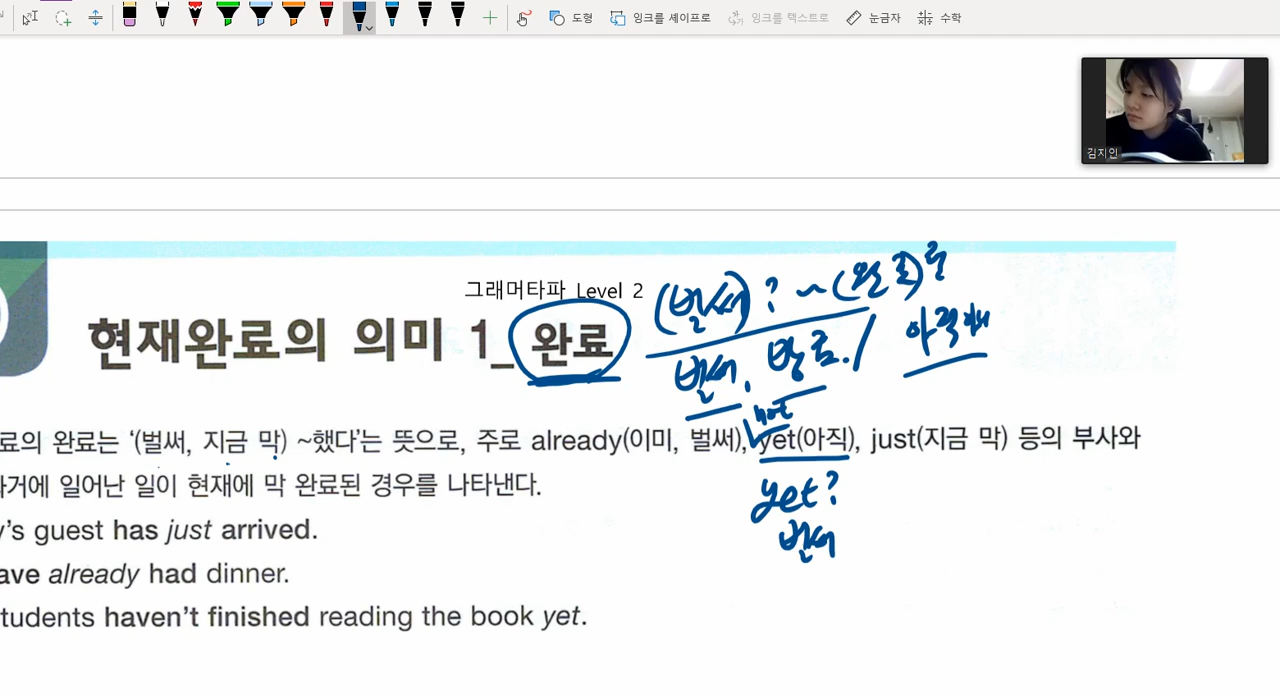 도형 잉크를 셰이프로 잉크를 텍스트로 눈금자 수학
김지인
그래머타파 Level 2
(벌써)? ~ (완료)
현재완료의 의미 1_ 완료
벌써, 방금. / 아직
not
료의 완료는 ‘(벌써, 지금 막) ~했다’는 뜻으로, 주로 already(이미, 벌써), yet(아직), just(지금 막) 등의 부사와
과거에 일어난 일이 현재에 막 완료된 경우를 나타낸다.
yet?
벌써
y’s guest has just arrived.
ave already had dinner.
tudents haven’t finished reading the book yet.